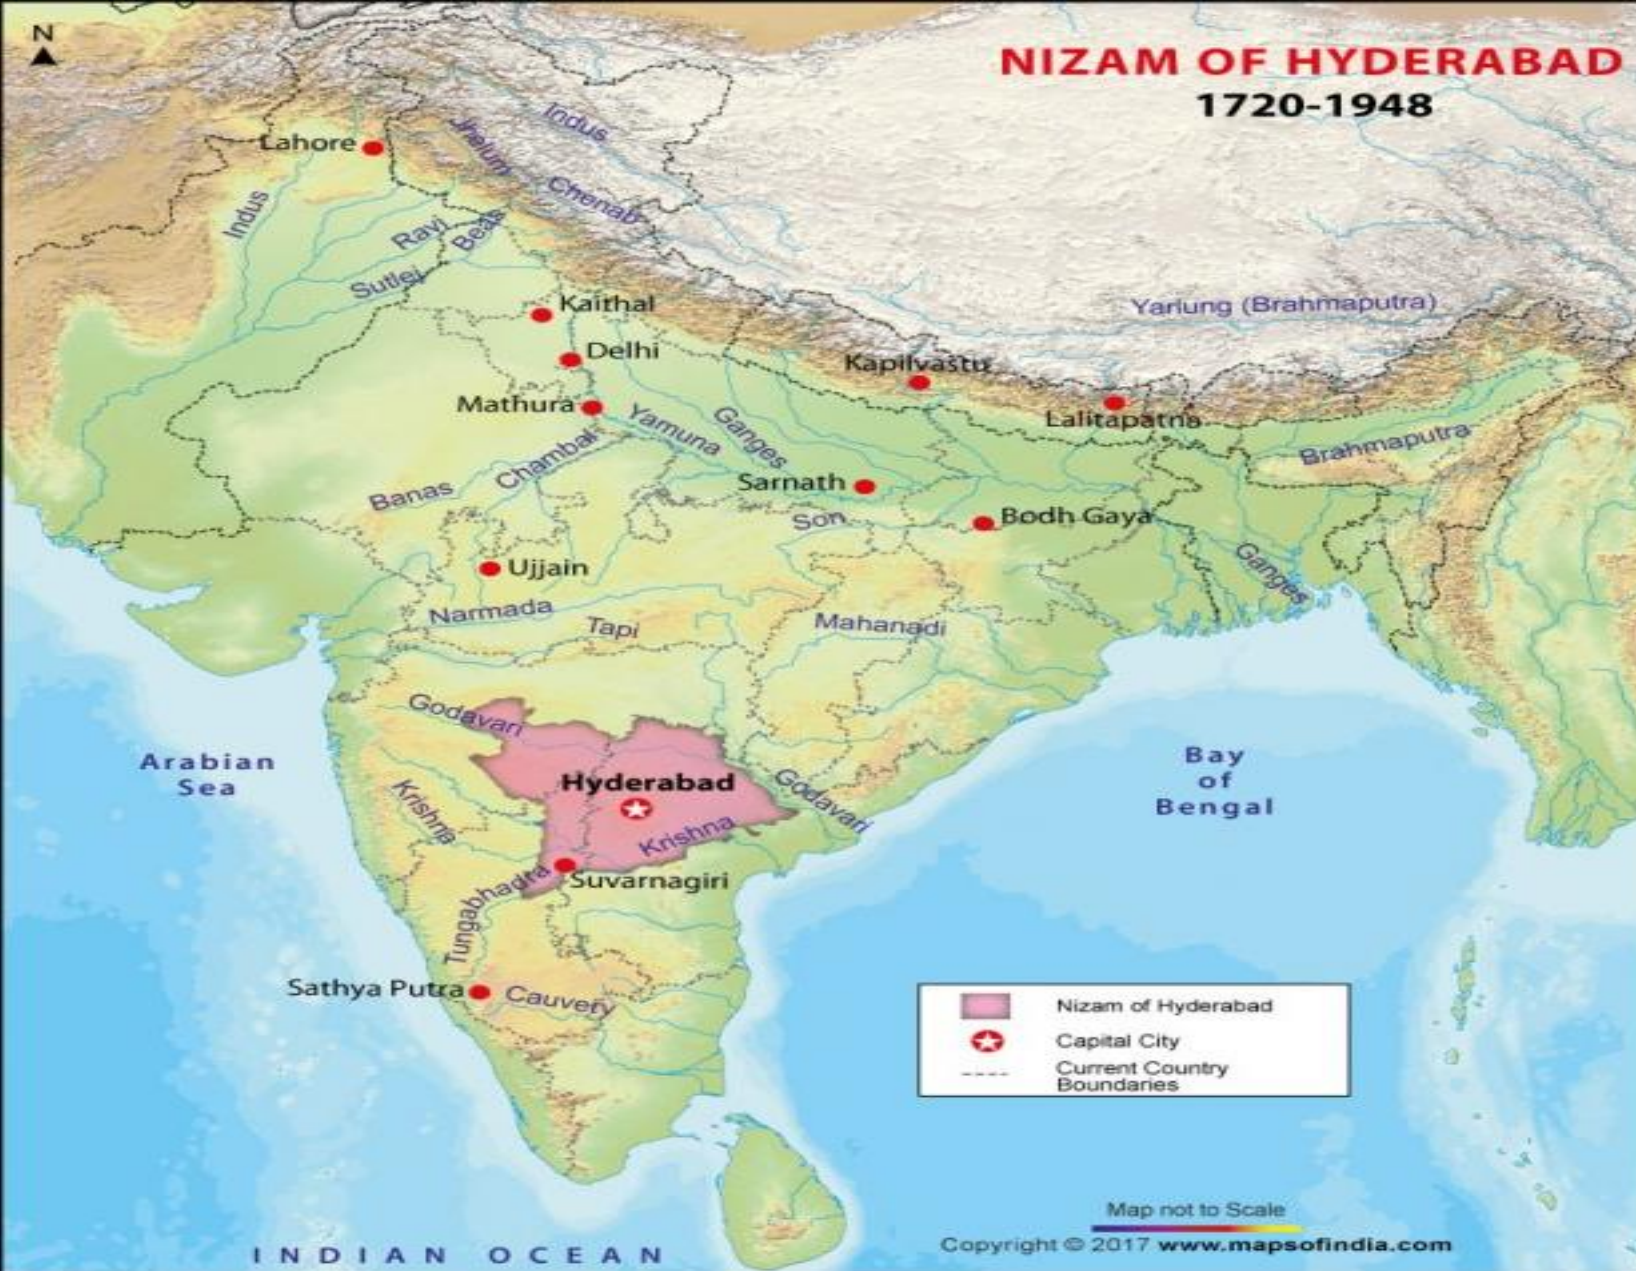 N
NIZAM OF HYDERABAD
1720-1948
Lahore
Indus
Jhelum
Chenab
Indus
Ravi
Beas
Sutlej
Kaithal
Delhi
Mathura
Yarlung (Brahmaputra)
Kapilvastu
Lalitapatna
Yamuna
Ganges
Brahmaputra
Chambal
Banas
Sarnath
Son
Bodh Gaya
Ujjain
Ganges
Narmada
Tapi
Mahanadi
Godavari
Arabian
Sea
Hyderabad
Krishna
Krishna
Godavari
Bay
of
Bengal
Suvarnagiri
Tungabhadra
Sathya Putra
Cauvery
Nizam of Hyderabad
Capital City
Current Country
Boundaries
Map not to Scale
Copyright © 2017 www.mapsofindia.com
INDIAN OCEAN